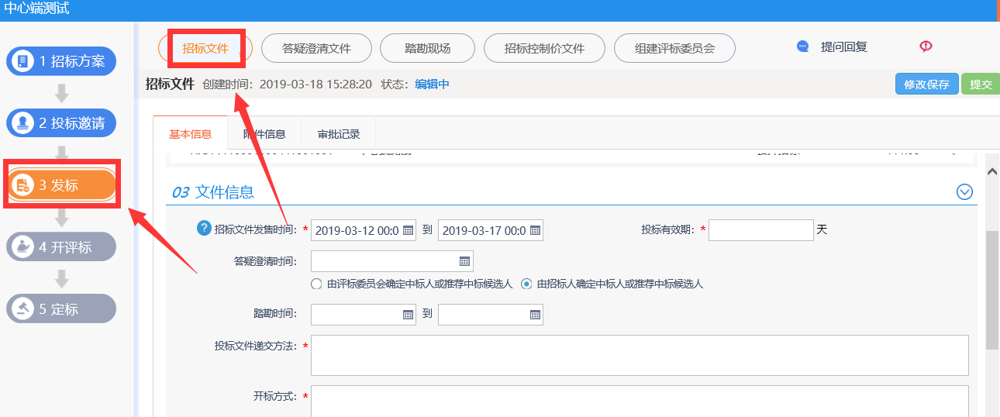 中心端测试
1 招标方案
2 投标邀请
3 发标
4 开评标
5 定标
招标文件 答疑澄清文件 踏勘现场 招标控制价文件 组建评标委员会 提问回复
招标文件 创建时间：2019-03-18 15:28:20 状态：编辑中 修改保存 提交
基本信息 附件信息 审批记录
03 文件信息
? 招标文件发售时间：* 2019-03-12 00:0 到 2019-03-17 00:0 投标有效期：* 天
答疑澄清时间：
由评标委员会确定中标人或推荐中标候选人 由招标人确定中标人或推荐中标候选人
踏勘时间： 到
投标文件递交方法：*
开标方式：*